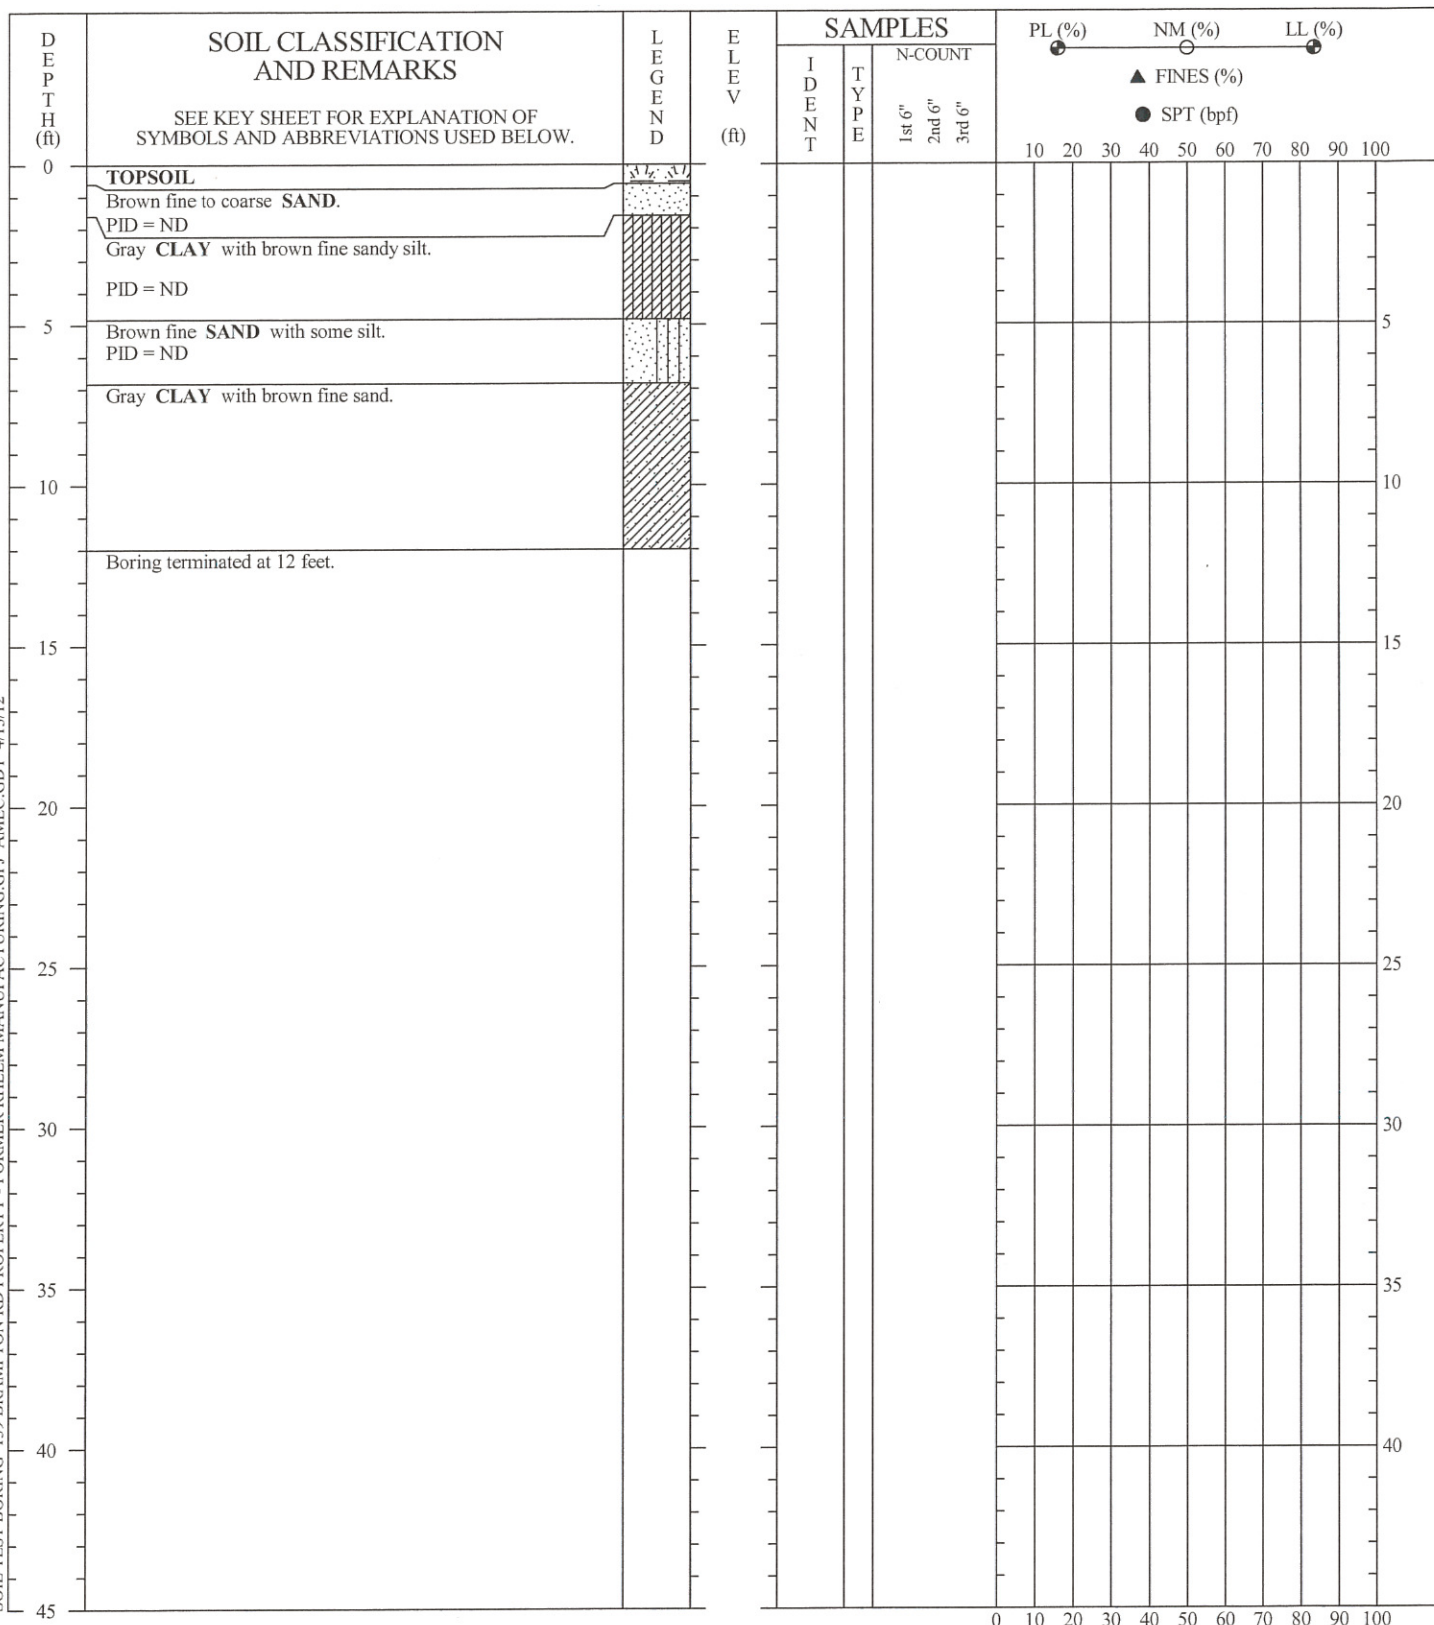 DEPTH
(ft)
SOIL CLASSIFICATION
AND REMARKS
SEE KEY SHEET FOR EXPLANATION OF
SYMBOLS AND ABBREVIATIONS USED BELOW.
LEGEND
ELEV
(ft)
SAMPLES
IDENT
TYPE
N-COUNT
1st 6"
2nd 6"
3rd 6"
PL (%) NM (%) LL (%)
▲ FINES (%)
● SPT (bpf)
10 20 30 40 50 60 70 80 90 100
0
TOPSOIL
Brown fine to coarse SAND.
PID = ND
Gray CLAY with brown fine sandy silt.
PID = ND
5 5
Brown fine SAND with some silt.
PID = ND
Gray CLAY with brown fine sand.
10 10
Boring terminated at 12 feet.
15 15
20 20
25 25
30 30
35 35
40 40
45
0 10 20 30 40 50 60 70 80 90 100